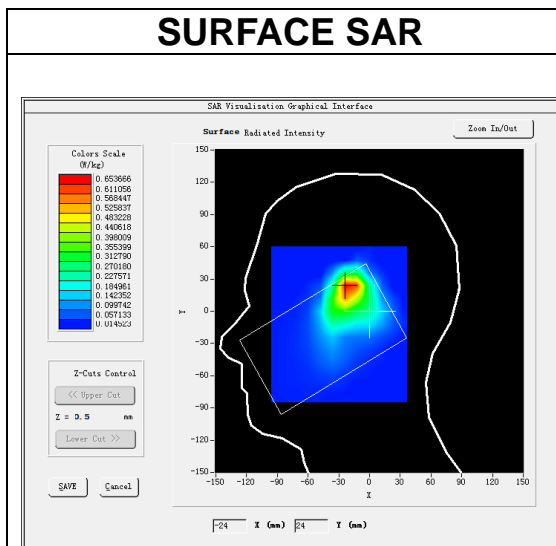 SURFACE SAR
SAR Visualisation Graphical Interface
Surface Radiated Intensity
Zoom In/Out
Colors Scale
(W/kg)
0.653666
0.611056
0.568447
0.525837
0.483228
0.440618
0.398009
0.355399
0.312790
0.270180
0.227571
0.184961
0.142352
0.099742
0.057133
0.014523
Z-Cuts Control
<< Upper Cut
Z = 0.5 mm
Lower Cut >>
SAVE Cancel
150
120
90
60
30
0
-30
-60
-90
-120
-150
Y
-150 -120 -90 -60 -30 0 30 60 90 120 150
X
-24 X (mm) 24 Y (mm)